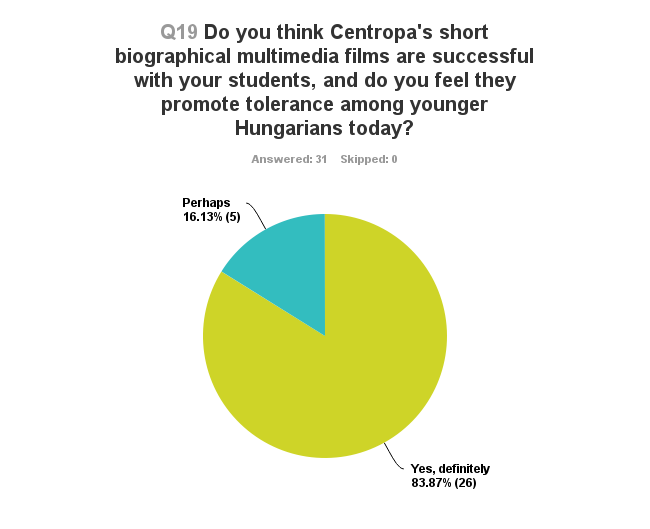 Q19 Do you think Centropa's short
biographical multimedia films are successful
with your students, and do you feel they
promote tolerance among younger
Hungarians today?
Answered: 31 Skipped: 0
Perhaps
16.13% (5)
Yes, definitely
83.87% (26)